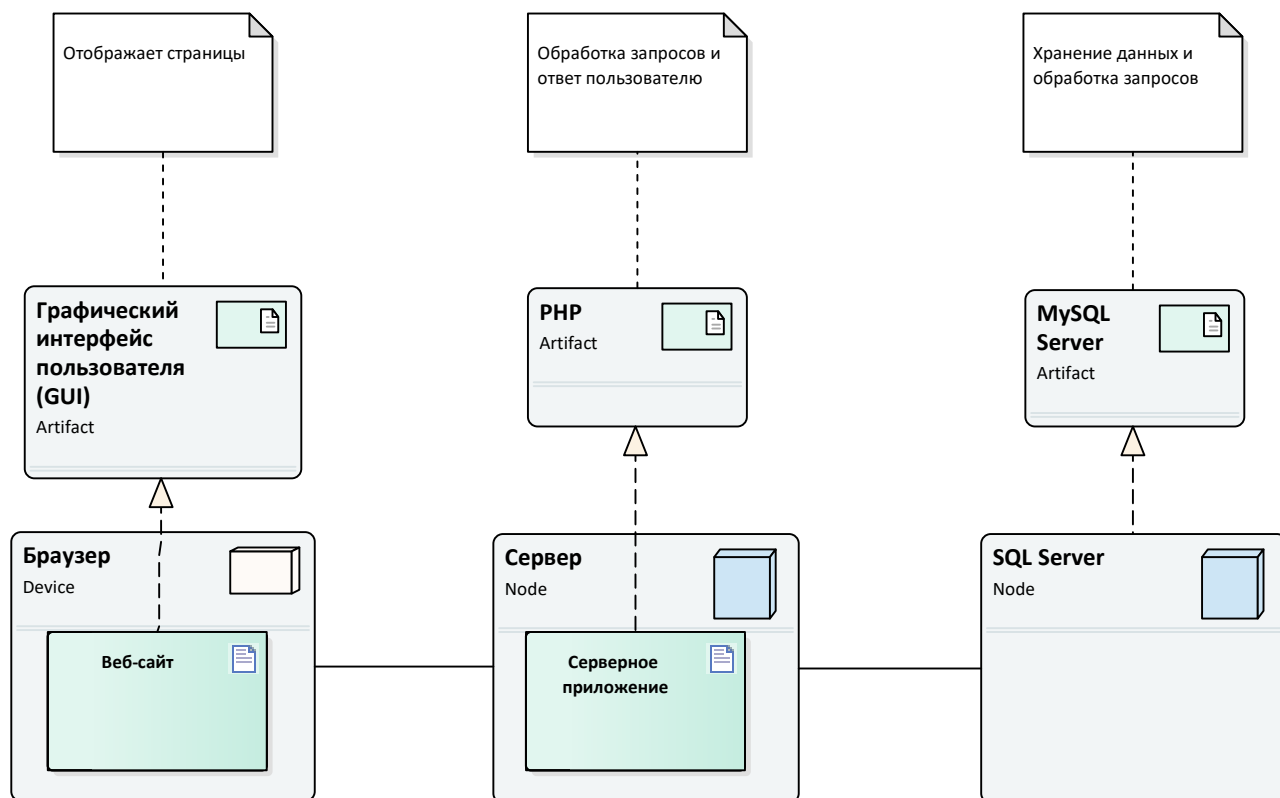 Отображает страницы
Обработка запросов и
ответ пользователю
Хранение данных и
обработка запросов
Графический
интерфейс
пользователя
(GUI)
Artifact
PHP
Artifact
MySQL
Server
Artifact
Браузер
Device
Веб-сайт
Сервер
Node
Серверное
приложение
SQL Server
Node